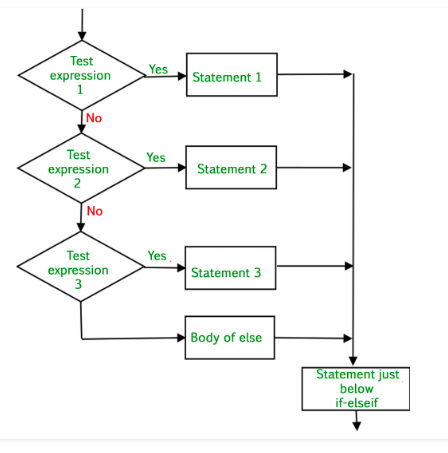 Test
expression
1
Yes
Statement 1
No
Test
expression
2
Yes
Statement 2
No
Test
expression
3
Yes
Statement 3
Body of else
Statement just
below
if-elseif